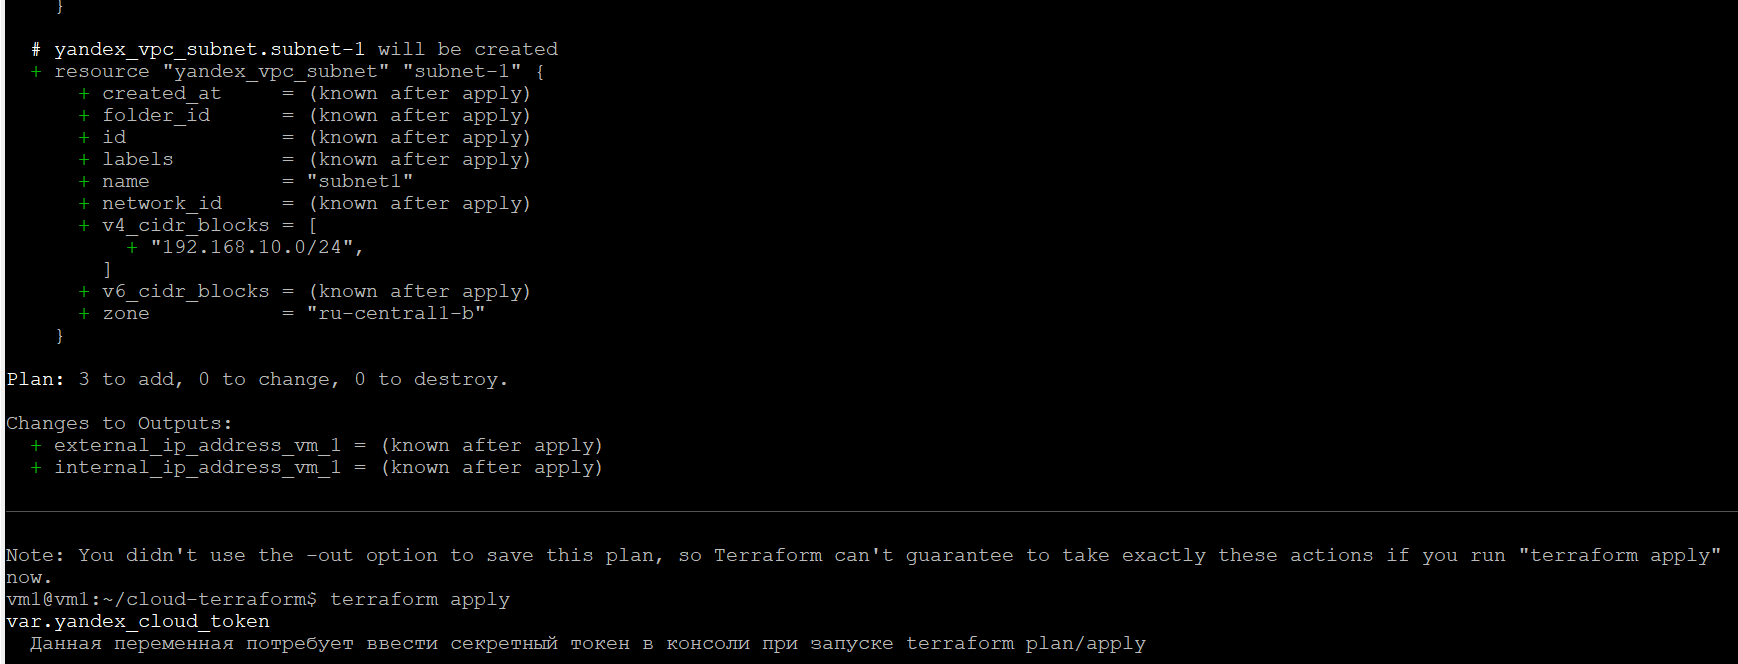 }
# yandex_vpc_subnet.subnet-1 will be created
+ resource "yandex_vpc_subnet" "subnet-1" {
+ created_at = (known after apply)
+ folder_id = (known after apply)
+ id = (known after apply)
+ labels = (known after apply)
+ name = "subnet1"
+ network_id = (known after apply)
+ v4_cidr_blocks = [
+ "192.168.10.0/24",
]
+ v6_cidr_blocks = (known after apply)
+ zone = "ru-central1-b"
}
Plan: 3 to add, 0 to change, 0 to destroy.
Changes to Outputs:
+ external_ip_address_vm_1 = (known after apply)
+ internal_ip_address_vm_1 = (known after apply)
Note: You didn't use the -out option to save this plan, so Terraform can't guarantee to take exactly these actions if you run "terraform apply"
now.
vm1@vm1:~/cloud-terraform$ terraform apply
var.yandex_cloud_token
Данная переменная потребует ввести секретный токен в консоли при запуске terraform plan/apply